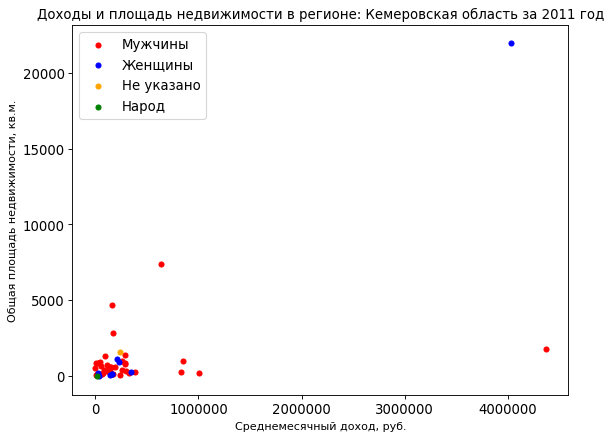 Доходы и площадь недвижимости в регионе: Кемеровская область за 2011 год
Мужчины
Женщины
Не указано
Народ
Общая площадь недвижимости, кв.м.
20000
15000
10000
5000
0
0
1000000
2000000
3000000
4000000
Среднемесячный доход, руб.